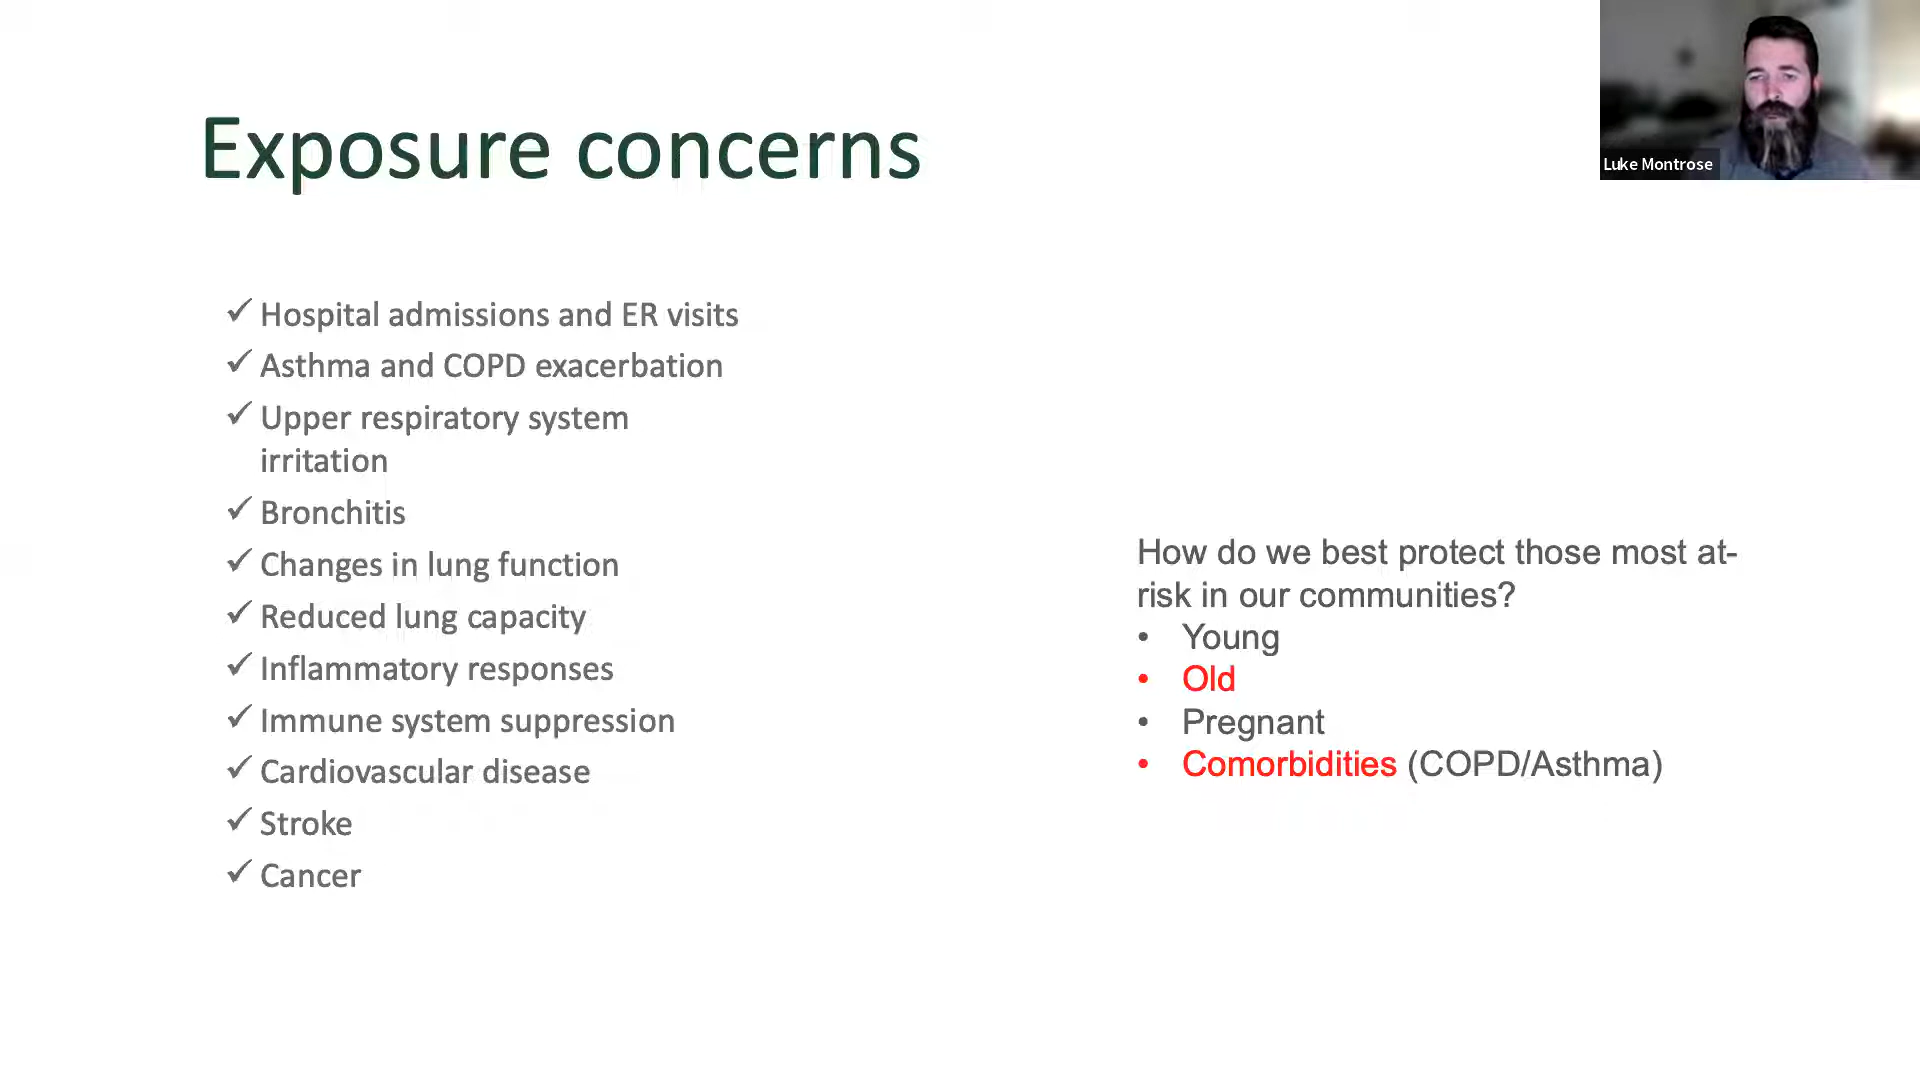 Exposure concerns
Luke Montrose
✓ Hospital admissions and ER visits
✓ Asthma and COPD exacerbation
✓ Upper respiratory system
irritation
✓ Bronchitis
✓ Changes in lung function
✓ Reduced lung capacity
✓ Inflammatory responses
✓ Immune system suppression
✓ Cardiovascular disease
✓ Stroke
✓ Cancer
How do we best protect those most at-
risk in our communities?
• Young
• Old
• Pregnant
• Comorbidities (COPD/Asthma)